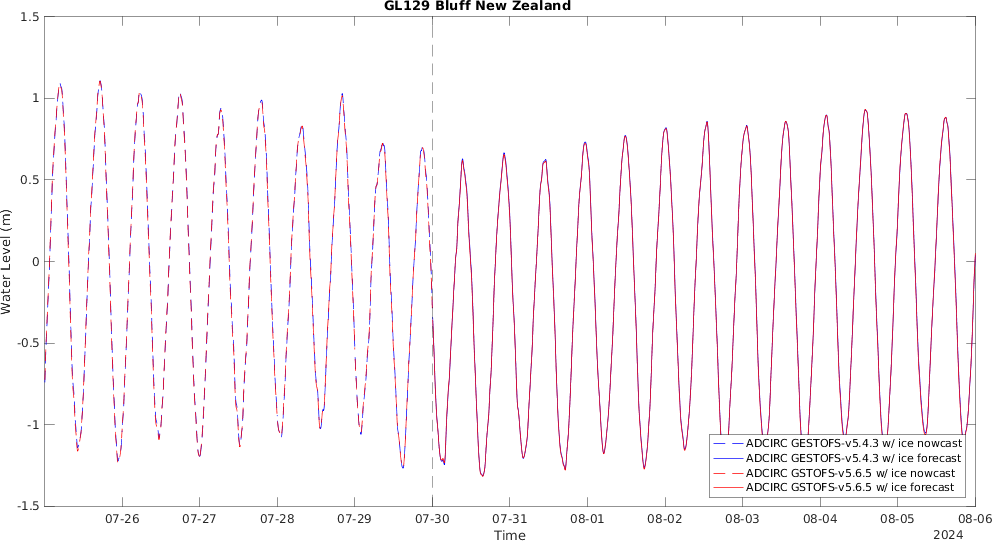 GL129 Bluff New Zealand
1.5
1
0.5
0
-0.5
-1
-1.5
Water Level (m)
07-26 07-27 07-28 07-29 07-30 07-31 08-01 08-02 08-03 08-04 08-05 08-06
Time
2024
ADCIRC GESTOFS-v5.4.3 w/ ice nowcast
ADCIRC GESTOFS-v5.4.3 w/ ice forecast
ADCIRC GSTOFS-v5.6.5 w/ ice nowcast
ADCIRC GSTOFS-v5.6.5 w/ ice forecast